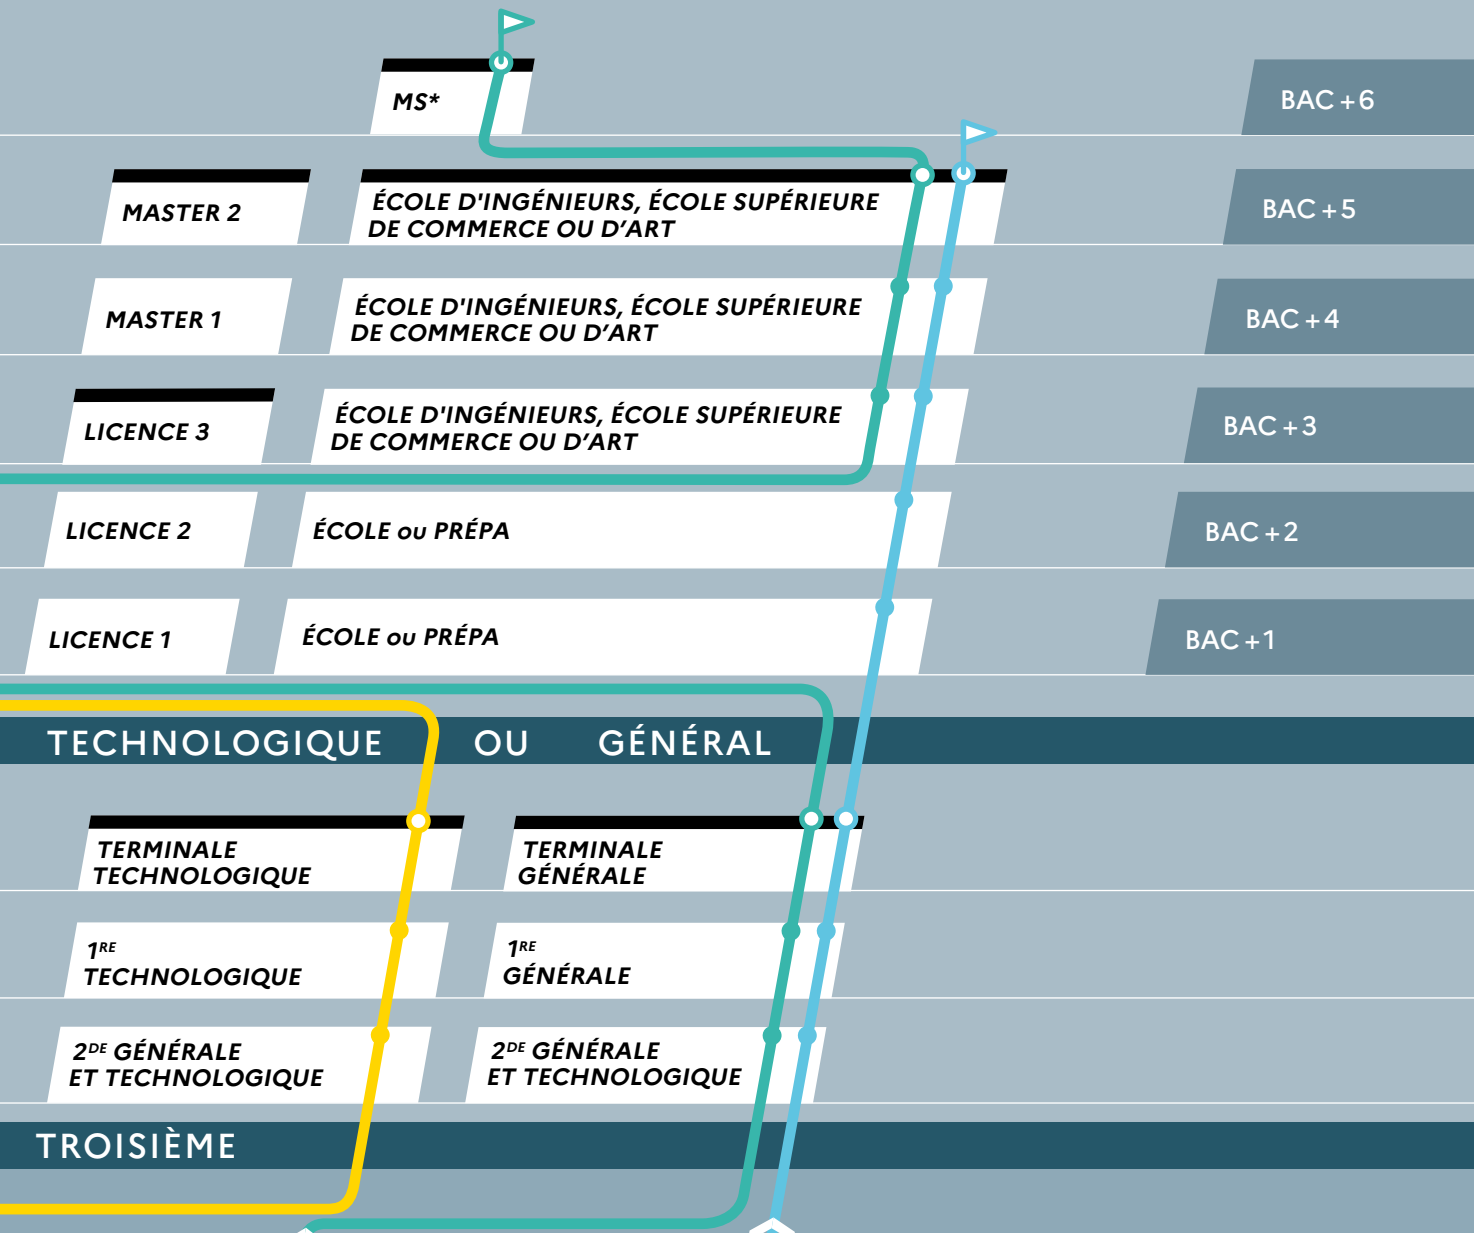 MS*
BAC +6
MASTER 2
ÉCOLE D'INGÉNIEURS, ÉCOLE SUPÉRIEURE
DE COMMERCE OU D’ART
BAC +5
MASTER 1
ÉCOLE D'INGÉNIEURS, ÉCOLE SUPÉRIEURE
DE COMMERCE OU D’ART
BAC +4
LICENCE 3
ÉCOLE D'INGÉNIEURS, ÉCOLE SUPÉRIEURE
DE COMMERCE OU D’ART
BAC +3
LICENCE 2
ÉCOLE ou PRÉPA
BAC +2
LICENCE 1
ÉCOLE ou PRÉPA
BAC +1
TECHNOLOGIQUE OU GÉNÉRAL
TERMINALE
TECHNOLOGIQUE
TERMINALE
GÉNÉRALE
1RE
TECHNOLOGIQUE
1RE
GÉNÉRALE
2DE GÉNÉRALE
ET TECHNOLOGIQUE
2DE GÉNÉRALE
ET TECHNOLOGIQUE
TROISIÈME